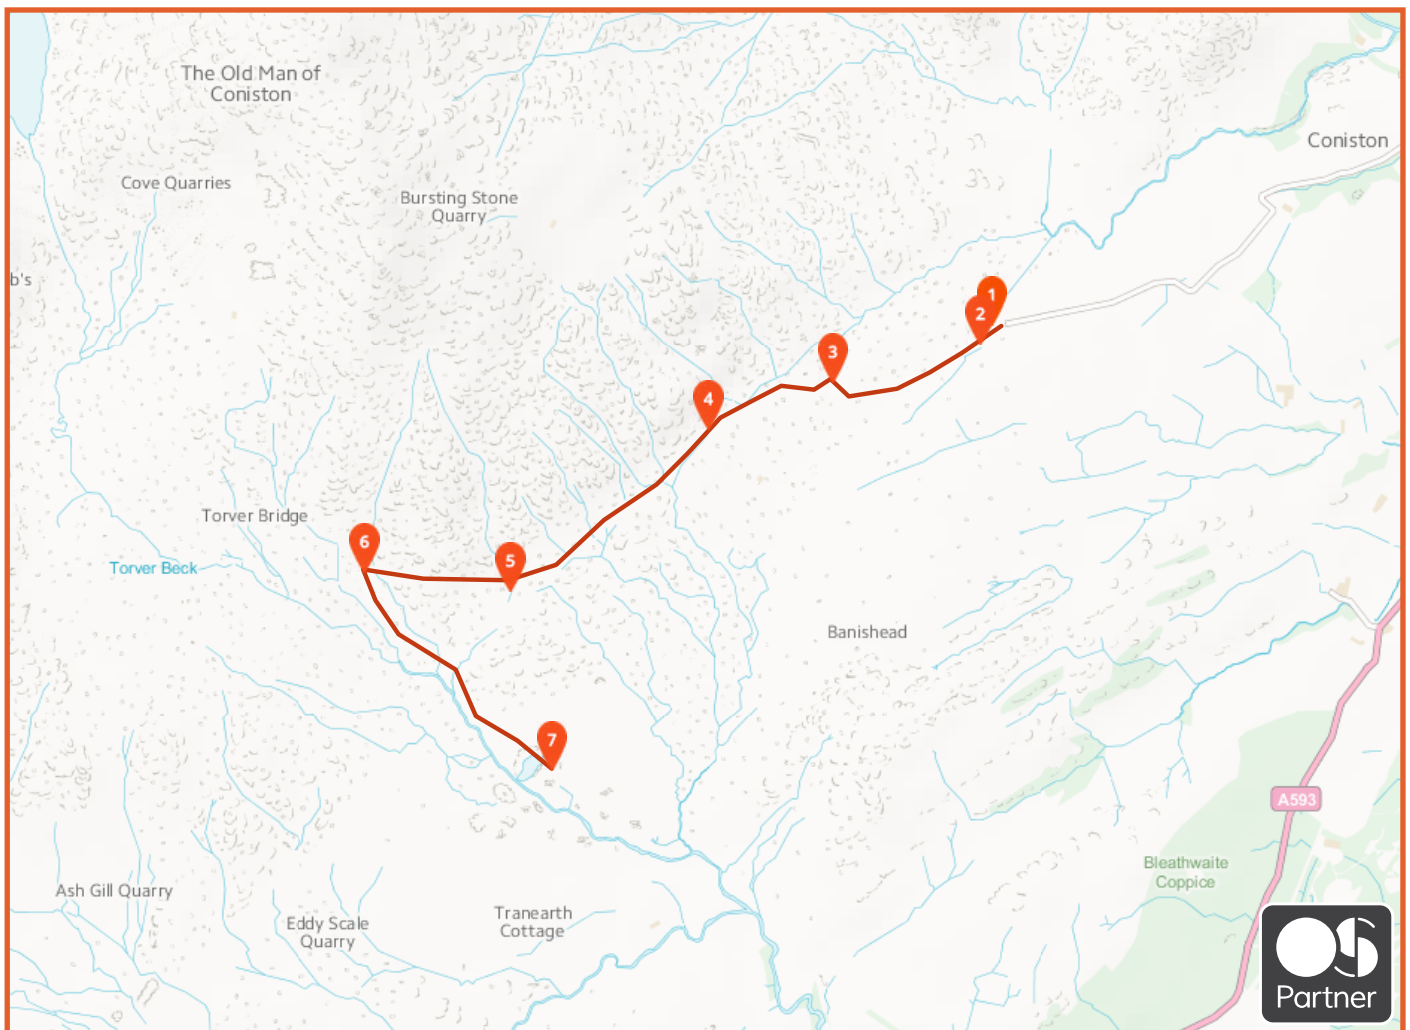 The Old Man of
Coniston
Coniston
Cove Quarries
Bursting Stone
Quarry
b's
1
2
3
4
Torver Bridge
6
5
Torver Beck
Banishead
7
A593
Bleathwaite
Coppice
Ash Gill Quarry
Eddy Scale
Quarry
Tranearth
Cottage
OS
Partner